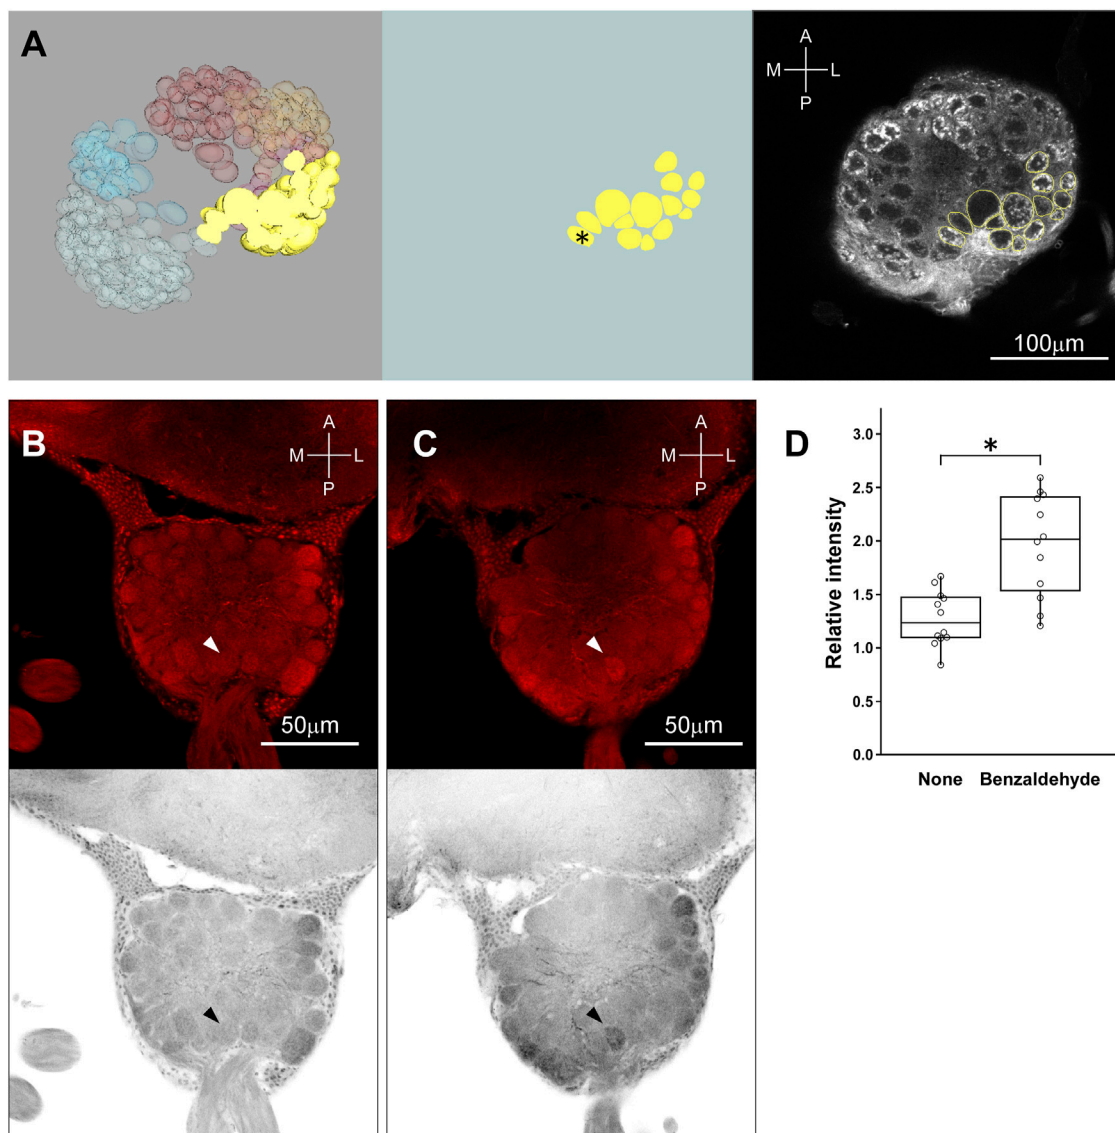 A
*
A
M L
P
100μm
B
A
M L
P
50μm
C
A
M L
P
50μm
D
*
Relative intensity
3.0
2.5
2.0
1.5
1.0
0.5
0.0
None Benzaldehyde